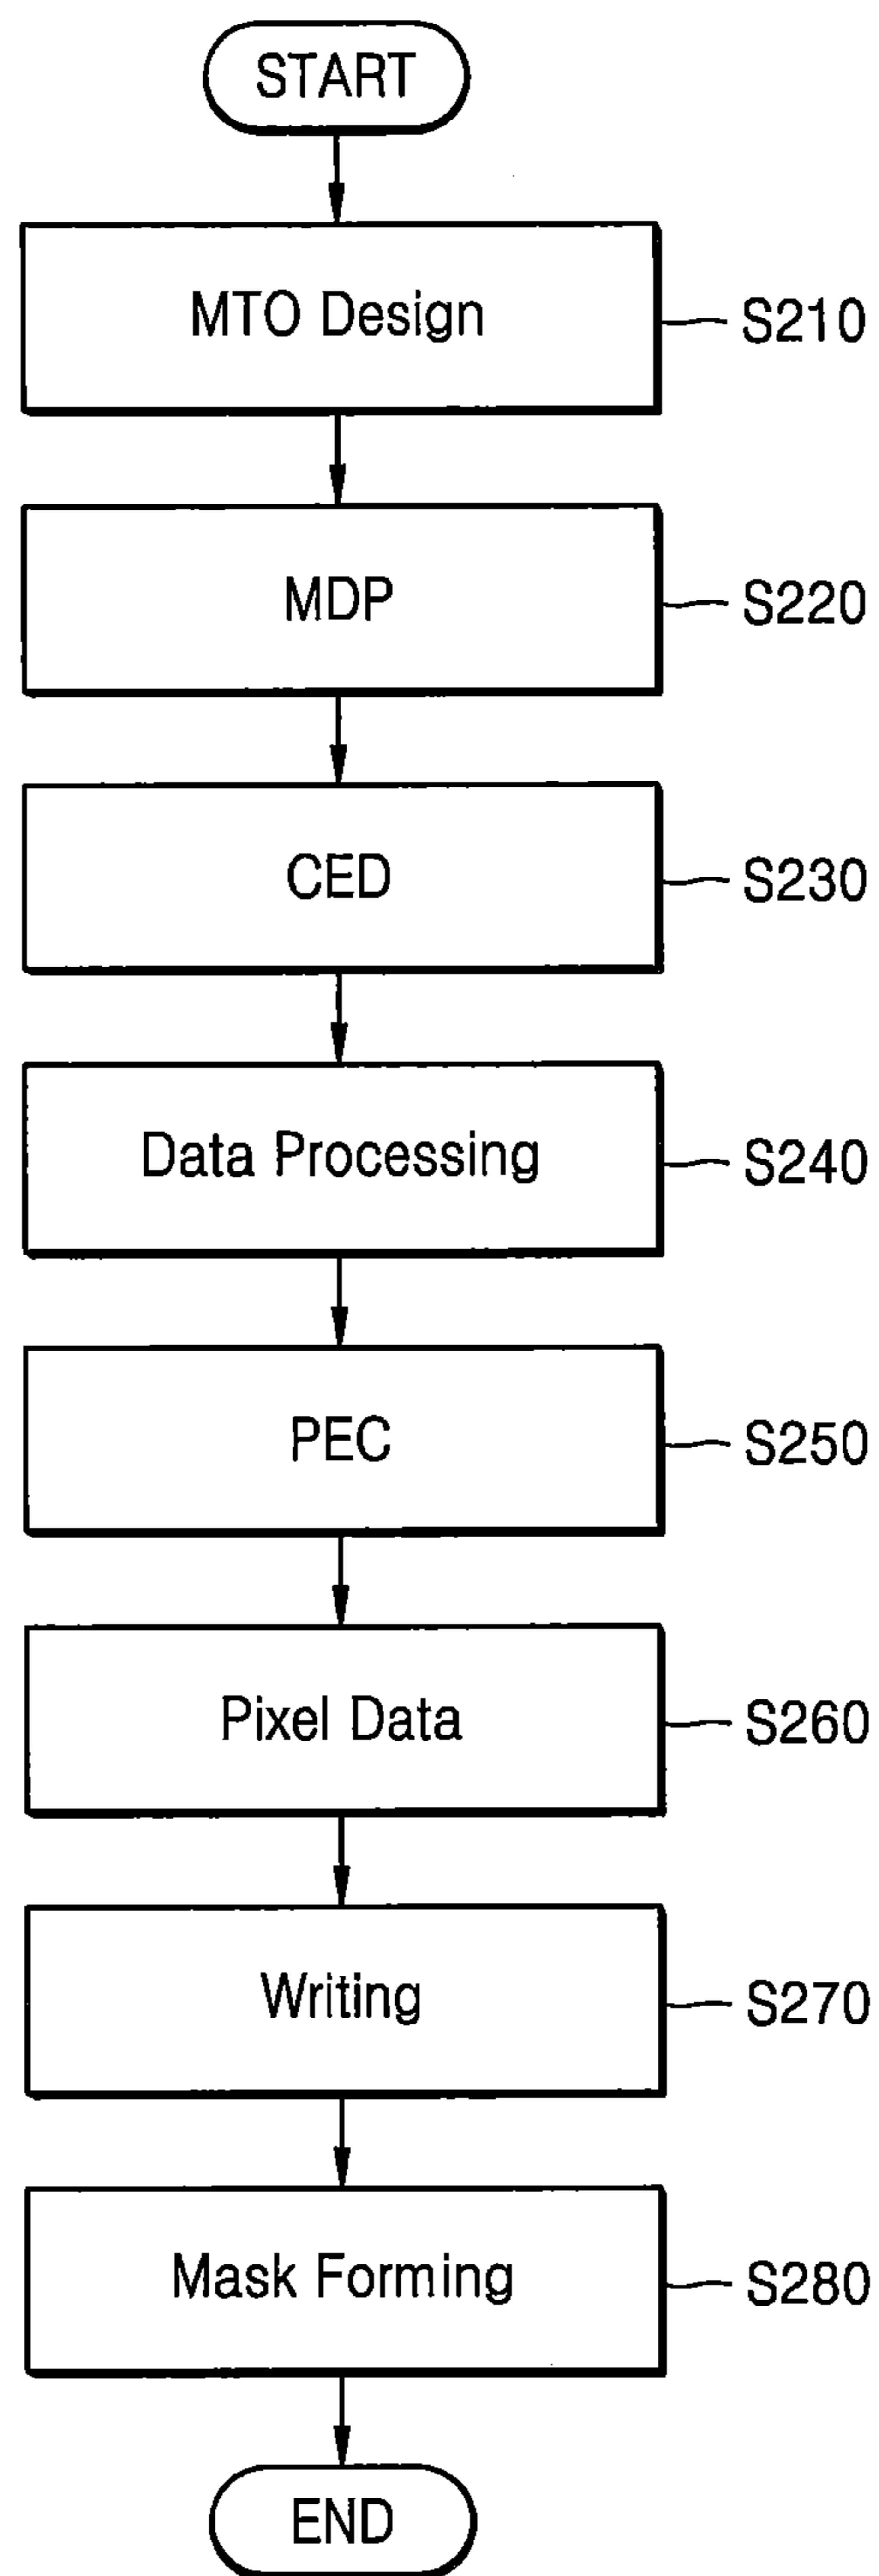 START
MTO Design
S210
MDP
S220
CED
S230
Data Processing
S240
PEC
S250
Pixel Data
S260
Writing
S270
Mask Forming
S280
END